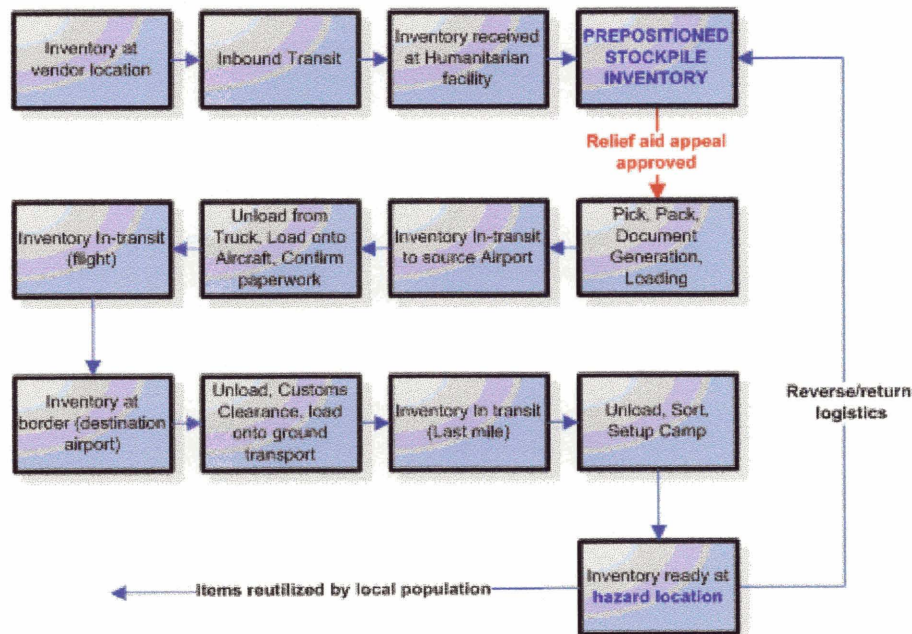 Inventory at
vendor location
Inbound Transit
Inventory received
at Humanitarian
facility
PREPOSITIONED
STOCKPILE
INVENTORY
Relief aid appeal
approved
Inventory In-transit
(flight)
Unload from
Truck, Load onto
Aircraft, Confirm
paperwork
Inventory In-transit
to source Airport
Pick, Pack,
Document
Generation,
Loading
Reverse/return
logistics
Inventory at
border (destination
airport)
Unload, Customs
Clearance, load
onto ground
transport
Inventory In transit
(Last mile)
Unload, Sort,
Setup Camp
Items reutilized by local population
Inventory ready at
hazard location